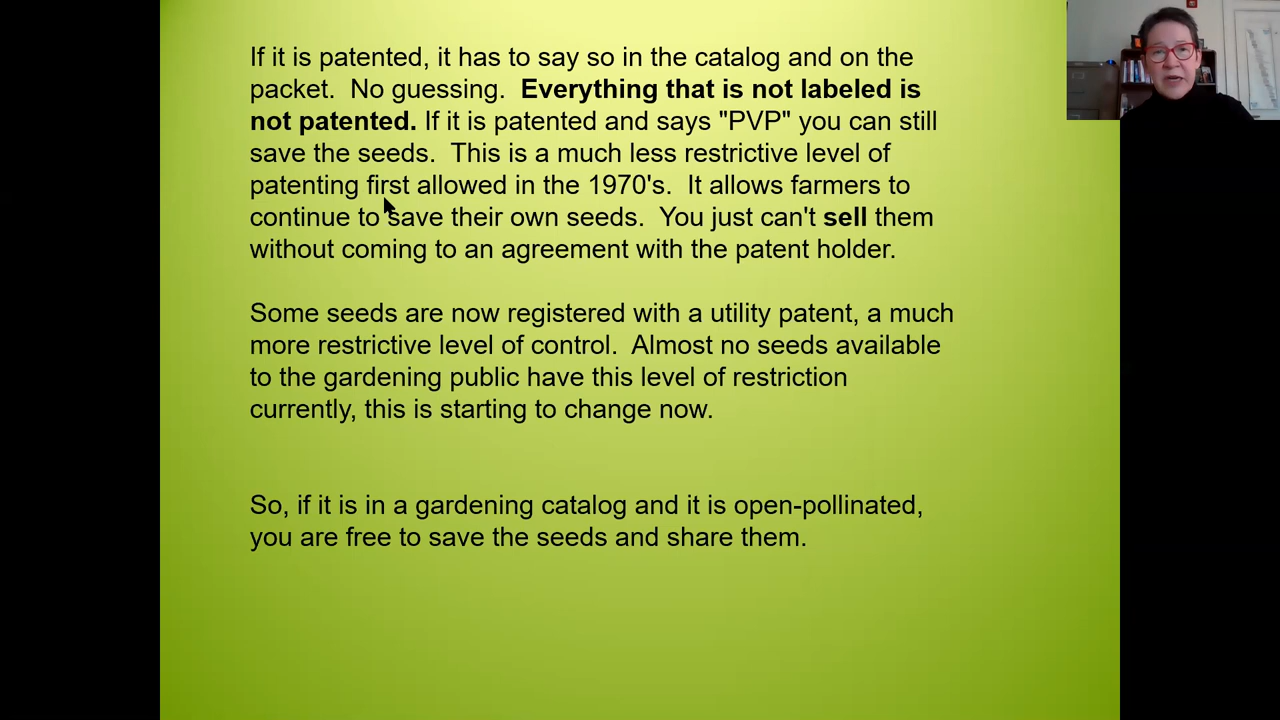 If it is patented, it has to say so in the catalog and on the
packet.  No guessing.  Everything that is not labeled is
not patented. If it is patented and says "PVP" you can still
save the seeds.  This is a much less restrictive level of
patenting first allowed in the 1970's.  It allows farmers to
continue to save their own seeds.  You just can't sell them
without coming to an agreement with the patent holder.
Some seeds are now registered with a utility patent, a much
more restrictive level of control.  Almost no seeds available
to the gardening public have this level of restriction
currently, this is starting to change now.
So, if it is in a gardening catalog and it is open-pollinated,
you are free to save the seeds and share them.